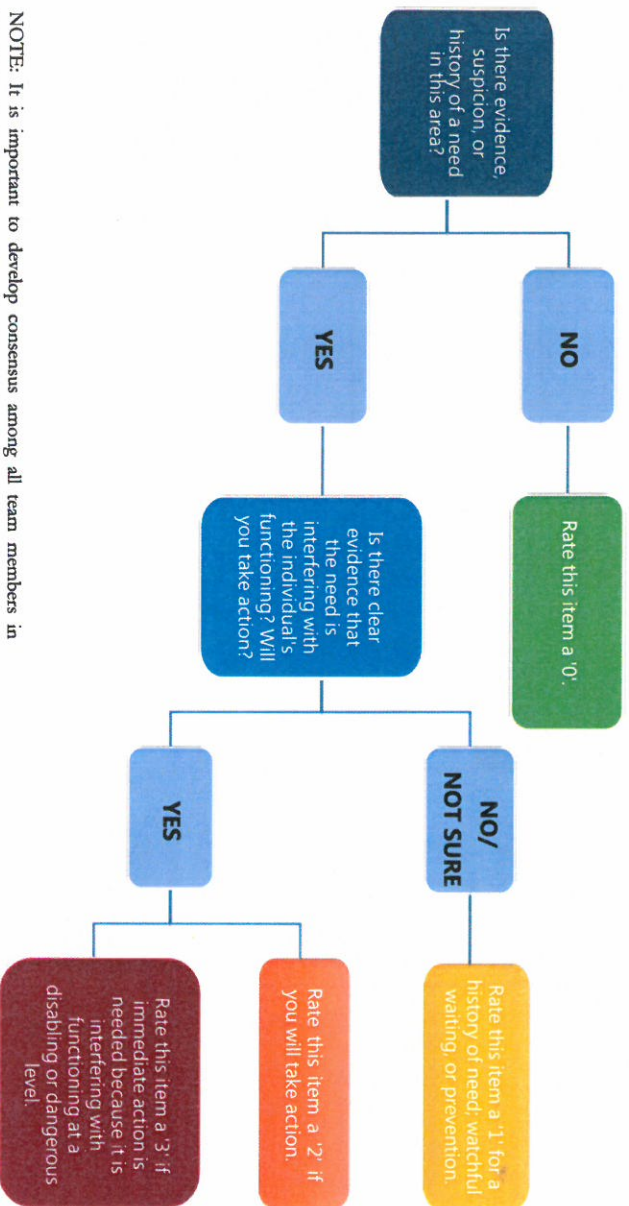 Is there evidence,
suspicion, or
history of a need
in this area?
NO
Rate this item a '0'.
YES
Is there clear
evidence that
the need is
interfering with
the individual's
functioning? Will
you take action?
NO/
NOT SURE
Rate this item a '1' for a
history of need; watchful
waiting, or prevention.
YES
Rate this item a '2' if
you will take action.
Rate this item a '3' if
immediate action is
needed because it is
interfering with
functioning at a
disabling or dangerous
level.
NOTE: It is important to develop consensus among all team members in